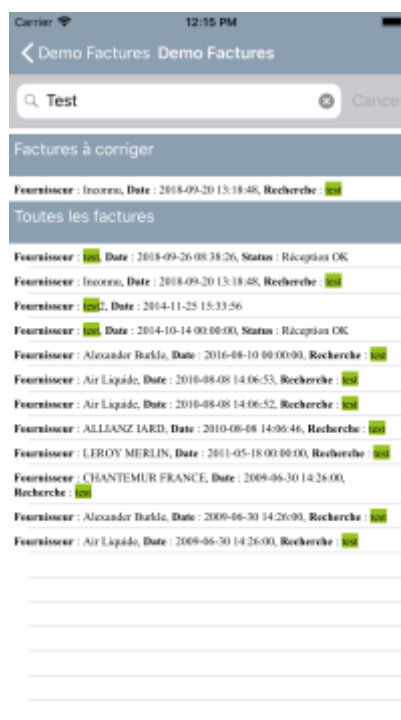 Carrier 12:15 PM
Demo Factures Demo Factures
Test Cancel
Factures à corriger
Fournisseur : Inconnu, Date : 2018-09-20 13:18:48, Recherche : test
Toutes les factures
Fournisseur : test, Date : 2018-09-26 08:38:26, Status : Réception OK
Fournisseur : Inconnu, Date : 2018-09-20 13:18:48, Recherche : test
Fournisseur : test2, Date : 2014-11-25 15:33:56
Fournisseur : test, Date : 2014-10-14 00:00:00, Status : Réception OK
Fournisseur : Alexander Burkle, Date : 2016-08-10 00:00:00, Recherche : test
Fournisseur : Air Liquide, Date : 2010-08-08 14:06:53, Recherche : test
Fournisseur : Air Liquide, Date : 2010-08-08 14:06:52, Recherche : test
Fournisseur : ALLIANZ IARD, Date : 2010-08-08 14:06:46, Recherche : test
Fournisseur : LEROY MERLIN, Date : 2011-05-18 00:00:00, Recherche : test
Fournisseur : CHANTEMUR FRANCE, Date : 2009-06-30 14:26:00,
Recherche : test
Fournisseur : Alexander Burkle, Date : 2009-06-30 14:26:00, Recherche : test
Fournisseur : Air Liquide, Date : 2009-06-30 14:26:00, Recherche : test